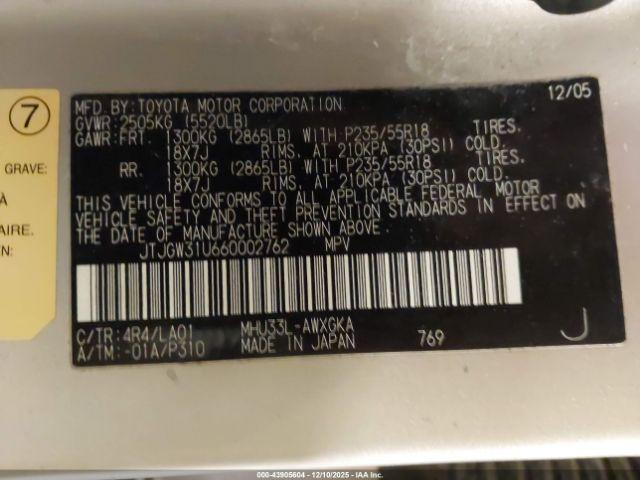 12/05
MFD. BY: TOYOTA MOTOR CORPORATION
GVWR: 2505KG (5520LB)
GAWR: FRT. 1300KG (2865LB) WITH P235/55R18 TIRES.
18X7J RIMS, AT 210KPA (30PSI) COLD.
RR. 1300KG (2865LB) WITH P235/55R18 TIRES.
18X7J RIMS, AT 210KPA (30PSI) COLD.
THIS VEHICLE CONFORMS TO ALL APPLICABLE FEDERAL MOTOR
VEHICLE SAFETY AND THEFT PREVENTION STANDARDS IN EFFECT ON
THE DATE OF MANUFACTURE SHOWN ABOVE.
JTJGW31U660002762 MPV
C/TR: 4R4/LA01 MHU33L-AWXGKA
A/TM: -01A/P310 MADE IN JAPAN 769 J
7
GRAVE:
À
AIRE.
N:
000-43905604 - 12/10/2025 - IAA